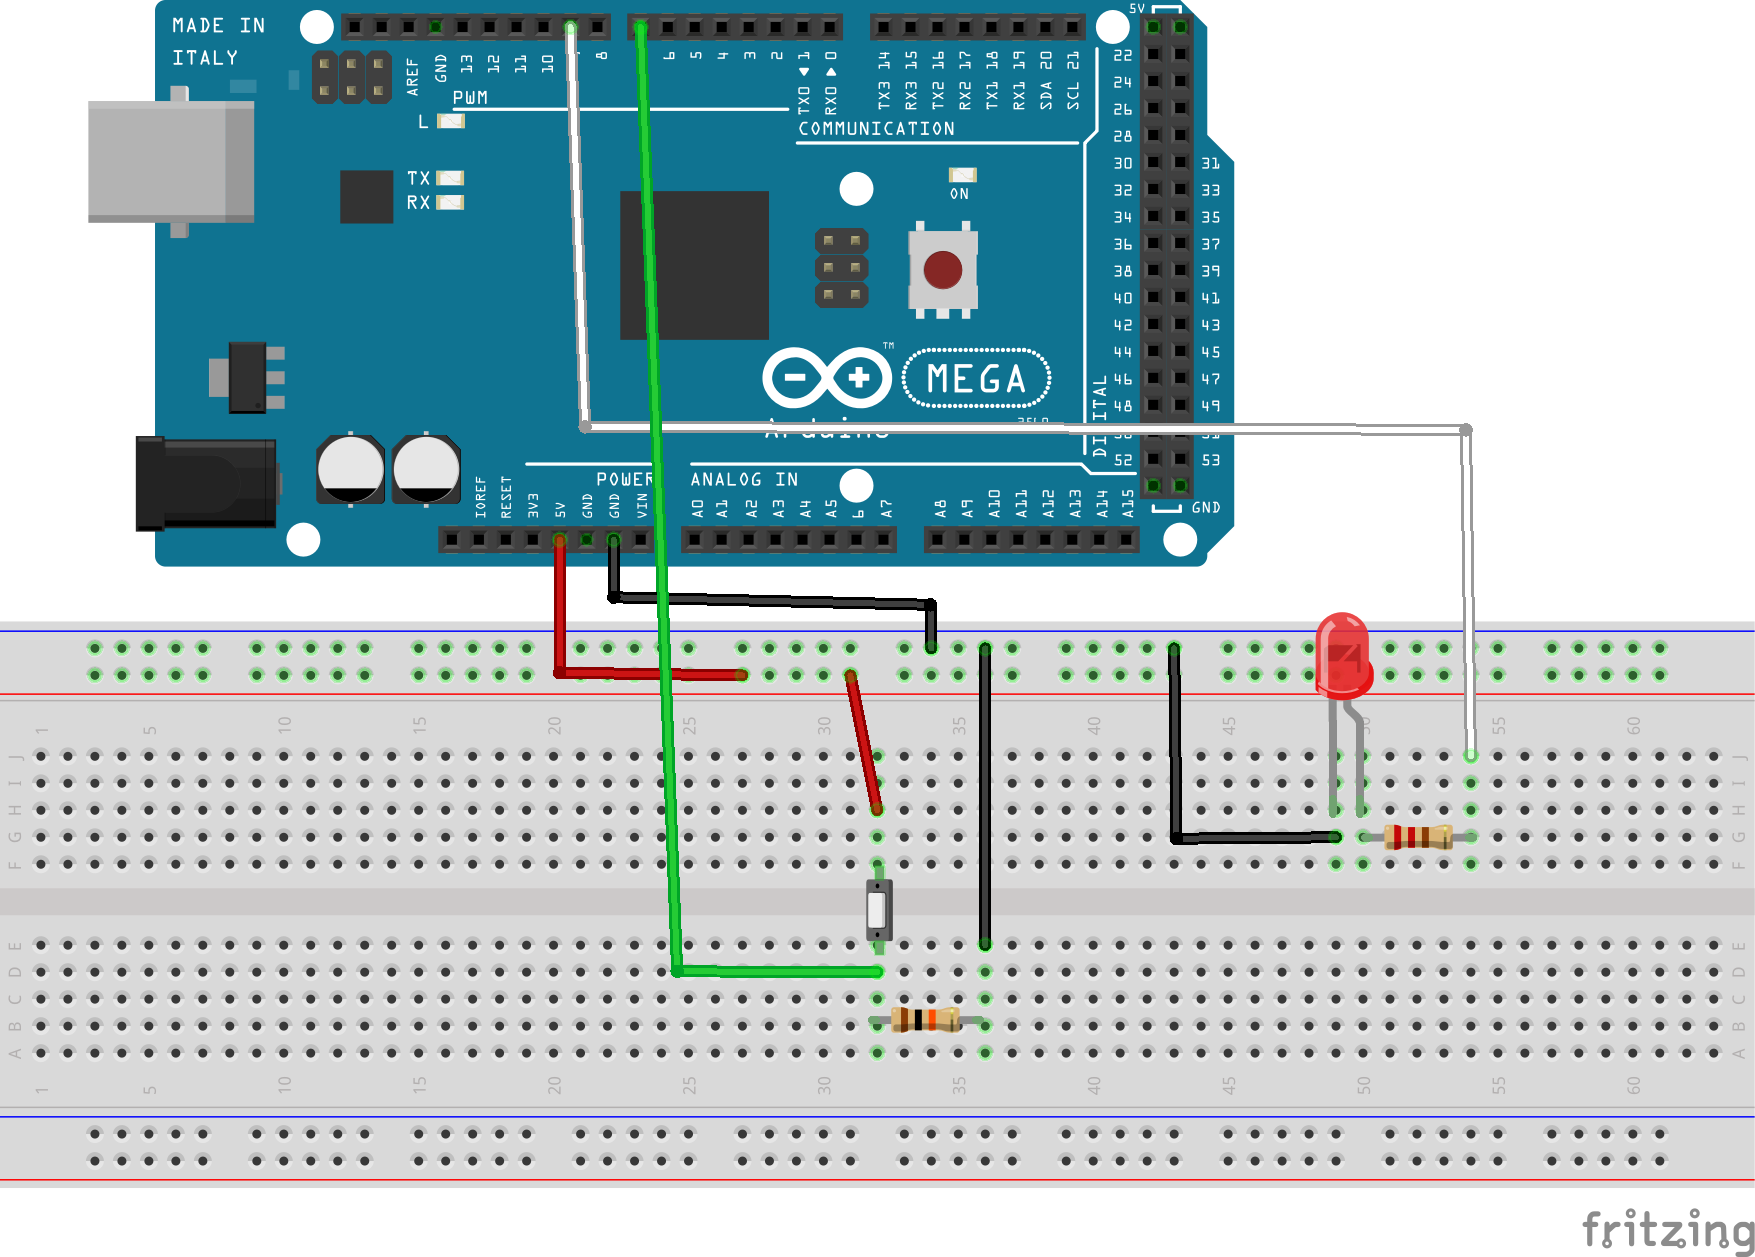 MADE IN
ITALY
AREF
GND
13
12
11
10
8
6
5
4
3
2
TX0 1
RX0 0
TX3 14
RX3 15
TX2 16
RX2 17
TX1 18
RX1 19
SDA 20
SCL 21
5V
PWM
COMMUNICATION
L
TX
RX
ON
22
24
26
28
30 31
32 33
34 35
36 37
38 39
40 41
42 43
44 45
46 47
48 49
52 53
GND
DIGITAL
TM
MEGA
Arduino
POWER
ANALOG IN
IOREF
RESET
3V3
5V
GND
GND
VIN
A0
A1
A2
A3
A4
A5
6
A7
A8
A9
A10
A11
A12
A13
A14
A15
1 5 10 15 20 25 30 35 40 45 50 55 60
J J
I I
H H
G G
F F
E E
D D
C C
B B
A A
1 5 10 15 20 25 30 35 40 45 50 55 60
fritzing